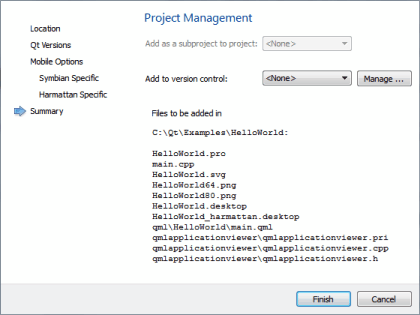 Project Management
Location
Qt Versions
Mobile Options
Symbian Specific
Harmattan Specific
Summary
Add as a subproject to project: <None>
Add to version control: <None> Manage ...
Files to be added in
C:\Qt\Examples\HelloWorld:
HelloWorld.pro
main.cpp
HelloWorld.svg
HelloWorld64.png
HelloWorld80.png
HelloWorld.desktop
HelloWorld_harmattan.desktop
qml\HelloWorld\main.qml
qmlapplicationviewer\qmlapplicationviewer.pri
qmlapplicationviewer\qmlapplicationviewer.cpp
qmlapplicationviewer\qmlapplicationviewer.h
Finish Cancel